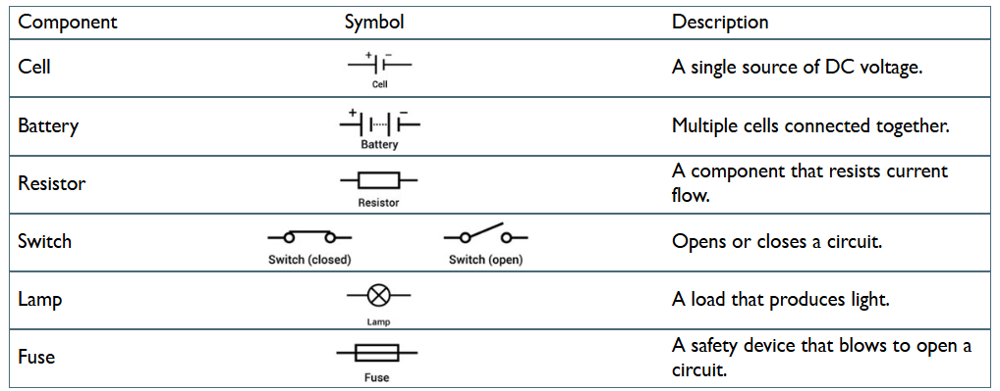 Component Symbol Description
Cell + - A single source of DC voltage.
Cell
Battery + - Multiple cells connected together.
Battery
Resistor A component that resists current
flow.
Resistor
Switch Opens or closes a circuit.
Switch (closed) Switch (open)
Lamp A load that produces light.
Lamp
Fuse A safety device that blows to open a
circuit.
Fuse